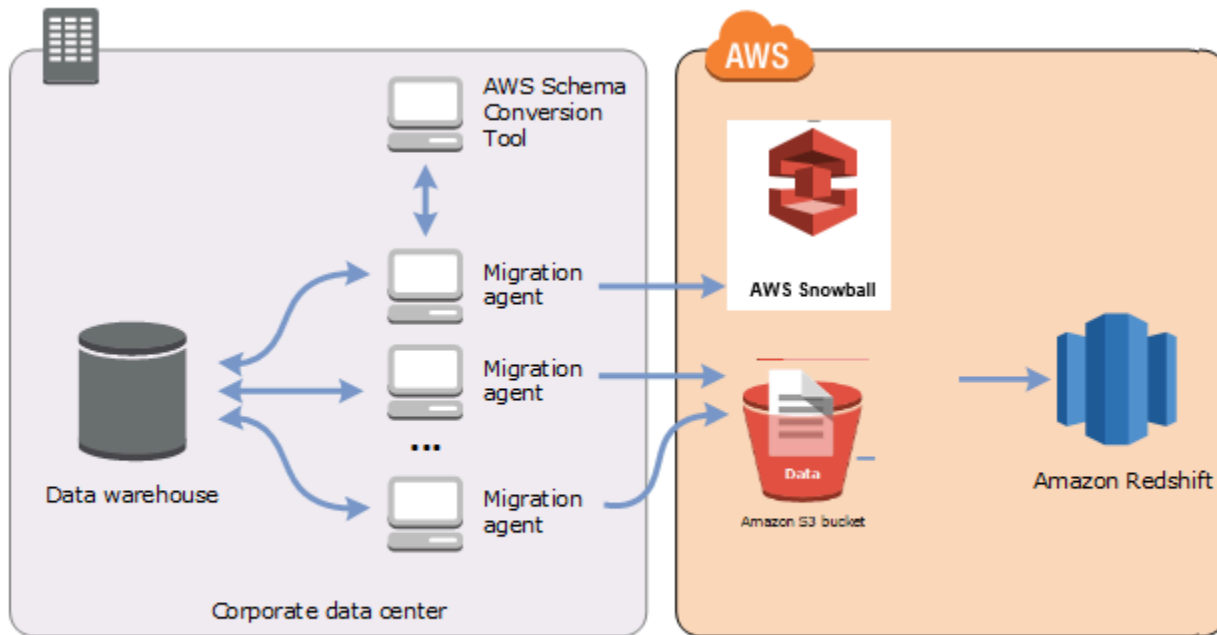 AWS
AWS Schema
Conversion
Tool
Migration
agent
AWS Snowball
Migration
agent
...
Data
Data warehouse
Migration
agent
Amazon S3 bucket
Amazon Redshift
Corporate data center